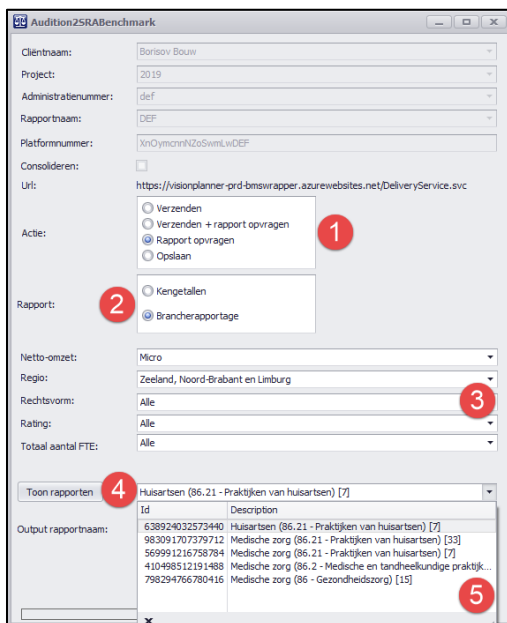 Audition2SRABenchmark
Cliëntnaam: Borisov Bouw
Project: 2019
Administratienummer: def
Rapportnaam: DEF
Platformnummer: XnOymcnnNZoSwmLwDEF
Consolideren:
Url: https://visionplanner-prd-bmswrapper.azurewebsites.net/DeliveryService.svc
Verzenden
Verzenden + rapport opvragen
Actie: 1
Rapport opvragen
Opslaan
Kengetallen
Rapport: 2
Brancherapportage
Netto-omzet: Micro
Regio: Zeeland, Noord-Brabant en Limburg
Rechtsvorm: Alle 3
Rating: Alle
Totaal aantal FTE: Alle
Toon rapporten 4 Huisartsen (86.21 - Praktijken van huisartsen) [7]
Id Omschrijving
638924032573440 Huisartsen (86.21 - Praktijken van huisartsen) [7]
Output rapportnaam: 983091707379712 Medische zorg (86.21 - Praktijken van huisartsen) [33]
569991216758784 Medische zorg (86.21 - Praktijken van huisartsen) [7]
410498512191488 Medische zorg (86.2 - Medische en tandheelkundige praktijk...
798294766780416 Medische zorg (86 - Gezondheidszorg) [15]
5